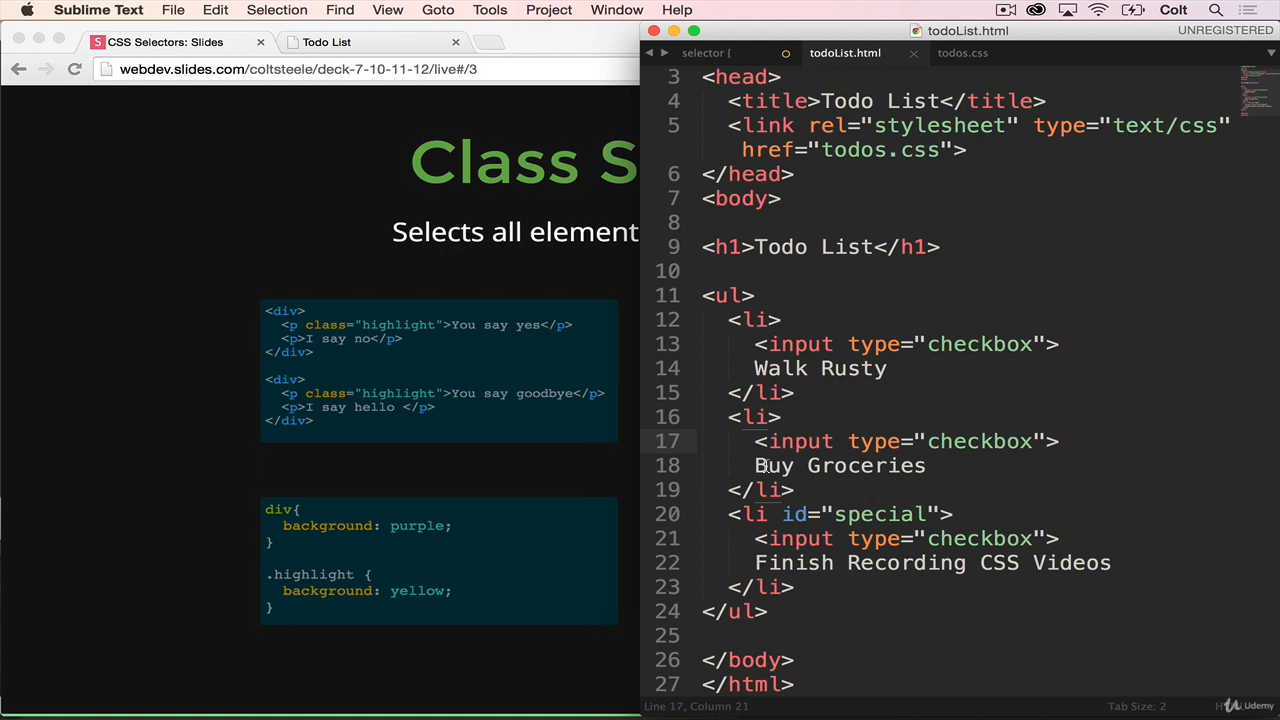 Sublime Text File Edit Selection Find View Goto Tools Project Window Help Colt
CSS Selectors: Slides
Todo List
webdev.slides.com/coltsteele/deck-7-10-11-12/live#/3
Class S
Selects all element
<div>
<p class="highlight">You say yes</p>
<p>I say no</p>
</div>
<div>
<p class="highlight">You say goodbye</p>
<p>I say hello </p>
</div>
div{
background: purple;
}
.highlight {
background: yellow;
}
todoList.html
UNREGISTERED
selector {
todoList.html
todos.css
3 <head>
4 <title>Todo List</title>
5 <link rel="stylesheet" type="text/css"
href="todos.css">
6 </head>
7 <body>
8
9 <h1>Todo List</h1>
10
11 <ul>
12 <li>
13 <input type="checkbox">
14 Walk Rusty
15 </li>
16 <li>
17 <input type="checkbox">
18 Buy Groceries
19 </li>
20 <li id="special">
21 <input type="checkbox">
22 Finish Recording CSS Videos
23 </li>
24 </ul>
25
26 </body>
27 </html>
Line 17, Column 21
Tab Size: 2
Udemy